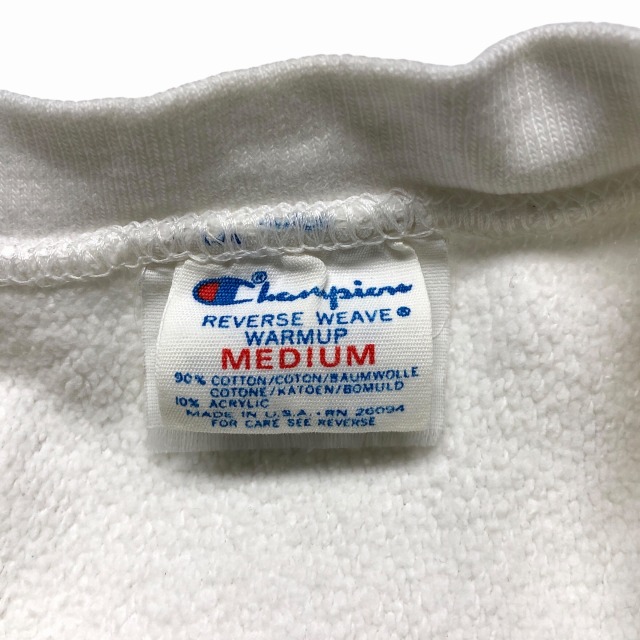 Champion®
REVERSE WEAVE®
WARMUP
MEDIUM
90% COTTON/COTON/BAUMWOLLE
COTONE/KATOEN/BOMULD
10% ACRYLIC
MADE IN U.S.A. · RN 26094
FOR CARE SEE REVERSE